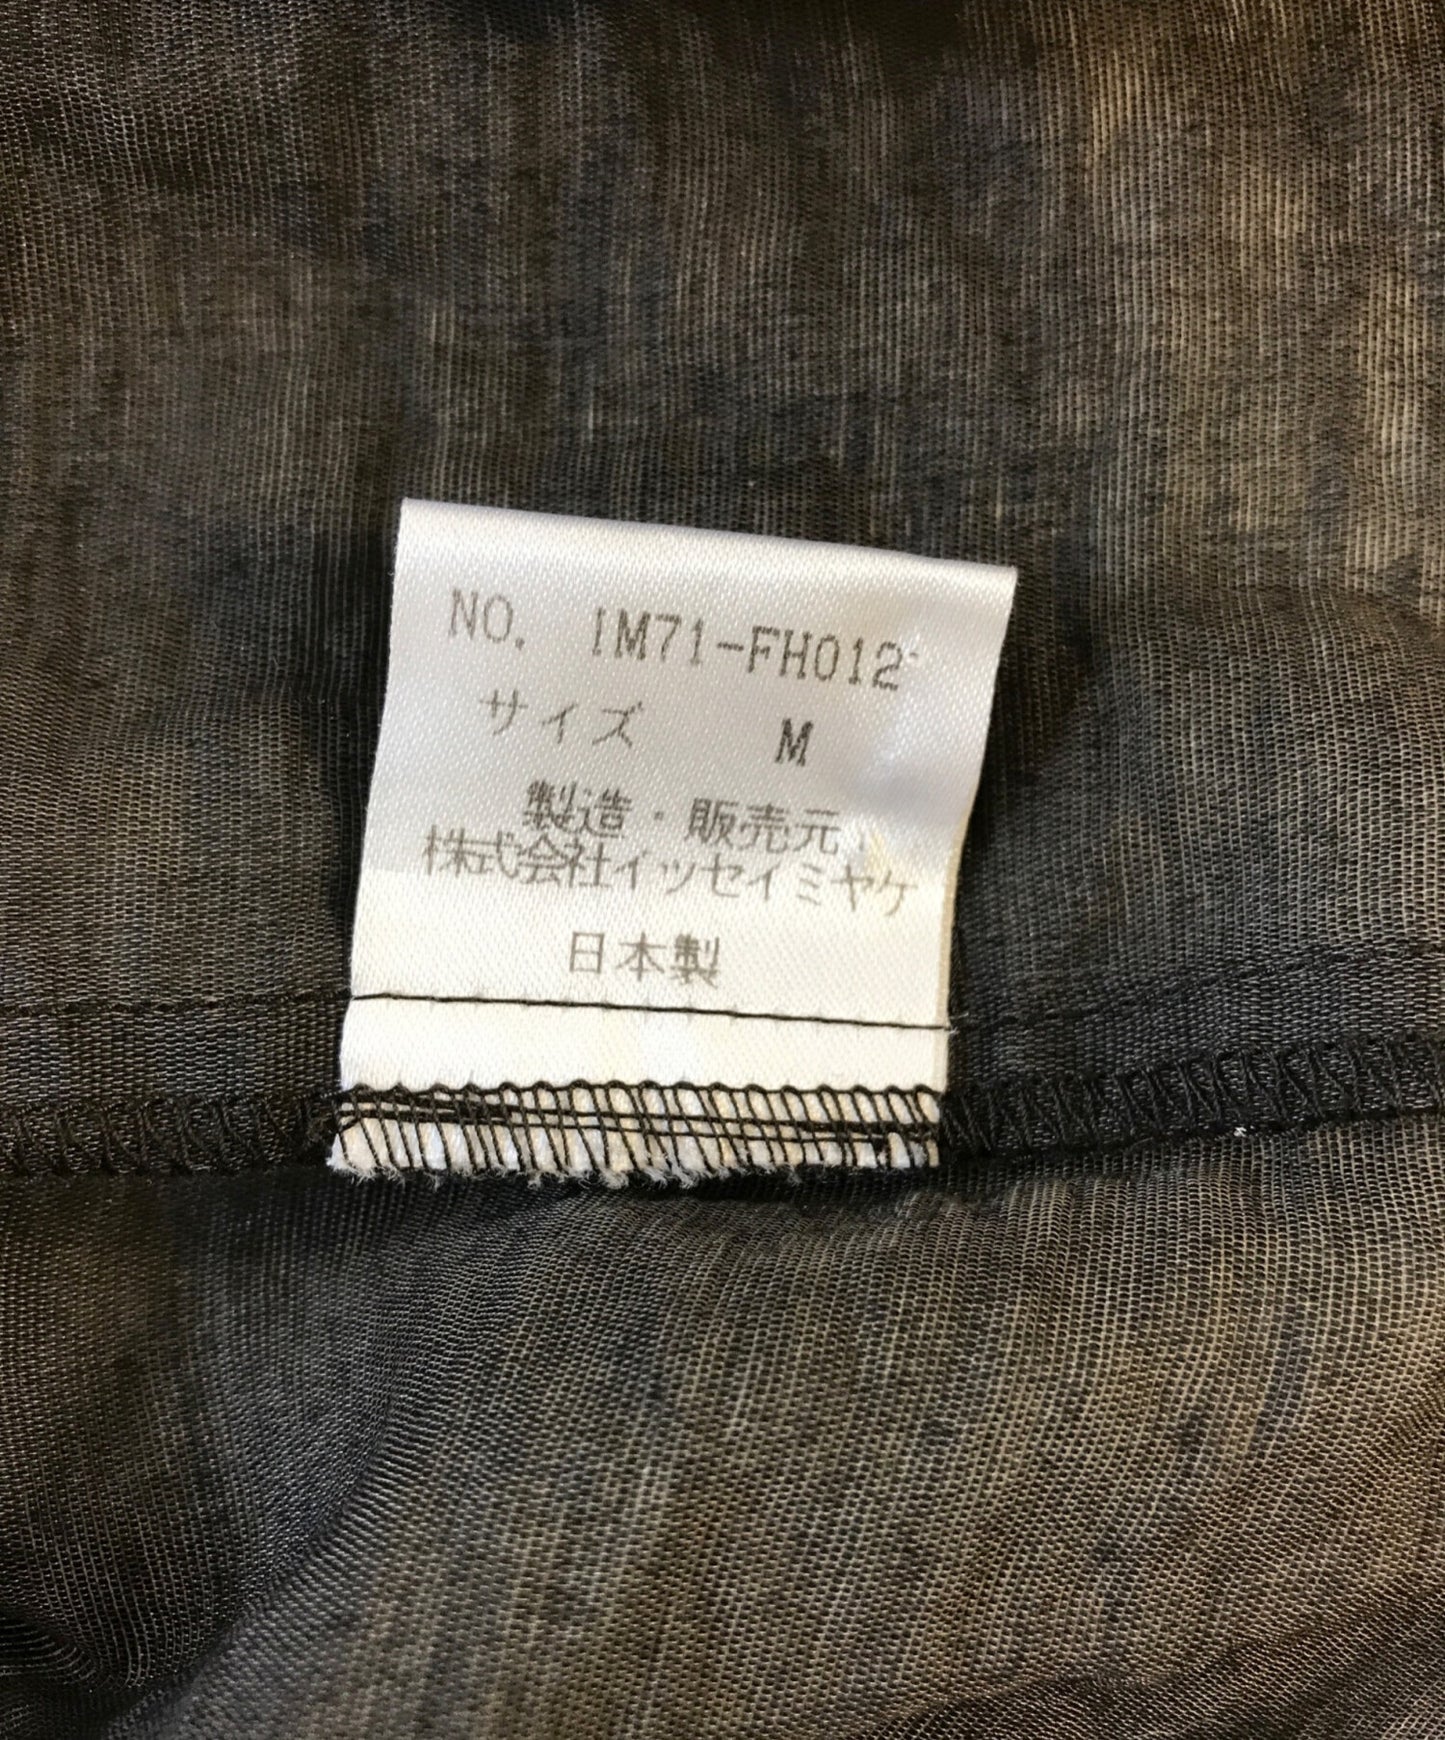 NO. IM71-FH012
サイズ M
製造・販売元
株式会社イッセイミヤケ
日本製